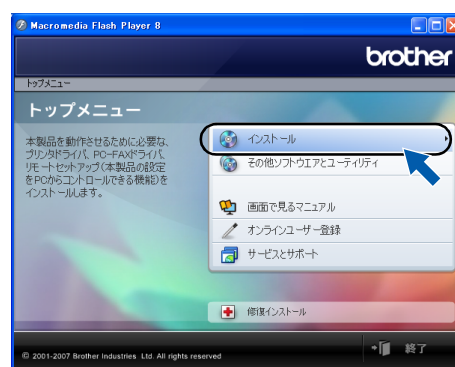 Macromedia Flash Player 8
brother
トップメニュー
トップメニュー
本製品を動作させるために必要な、
プリンタドライバ、PC-FAXドライバ、
リモートセットアップ（本製品の設定
をPCからコントロールできる機能）を
インストールします。
インストール
その他ソフトウエアとユーティリティ
画面で見るマニュアル
オンラインユーザー登録
サービスとサポート
修復インストール
© 2001-2007 Brother Industries Ltd. All rights reserved
終了